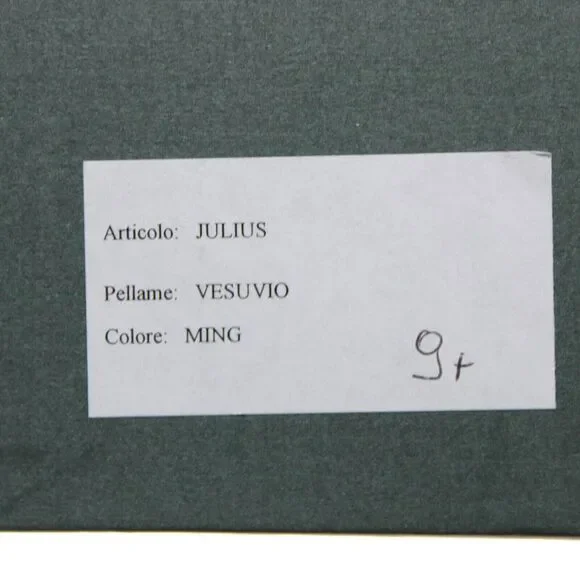 Articolo: JULIUS
Pellame: VESUVIO
Colore: MING
9+